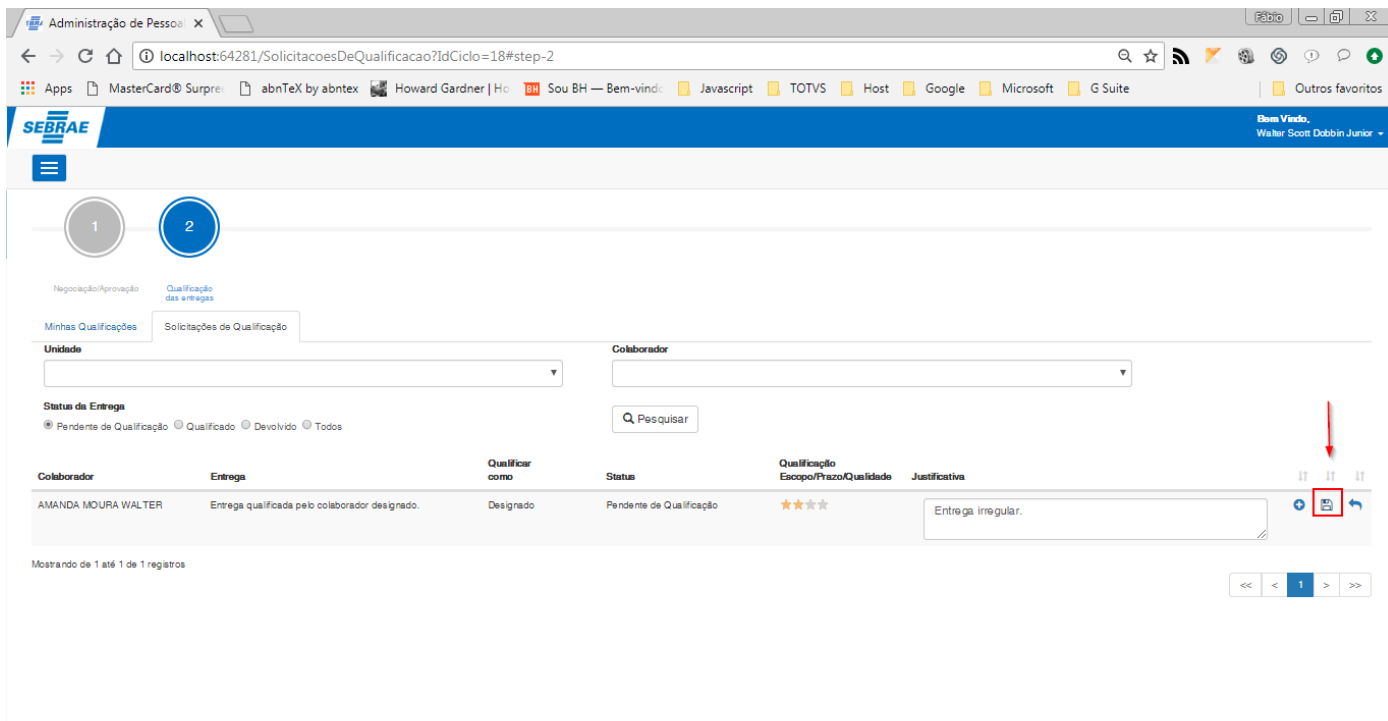 Administração de Pessoal
Fábio
localhost:64281/SolicitacoesDeQualificacao?IdCiclo=18#step-2
Apps MasterCard® Surpre abnTeX by abntex Howard Gardner | Ho BH Sou BH — Bem-vindo Javascript TOTVS Host Google Microsoft G Suite Outros favoritos
SEBRAE
Bem Vindo,
Walter Scott Dobbin Junior
1 2
Negociação/Aprovação Qualificação
das entregas
Minhas Qualificações Solicitações de Qualificação
Unidade Colaborador
Status da Entrega
Pendente de Qualificação Qualificado Devolvido Todos
Pesquisar
Colaborador Entrega Qualificar como Status Qualificação Escopo/Prazo/Qualidade Justificativa
AMANDA MOURA WALTER Entrega qualificada pelo colaborador designado. Designado Pendente de Qualificação Entrega irregular.
Mostrando de 1 até 1 de 1 registros
<< < 1 > >>